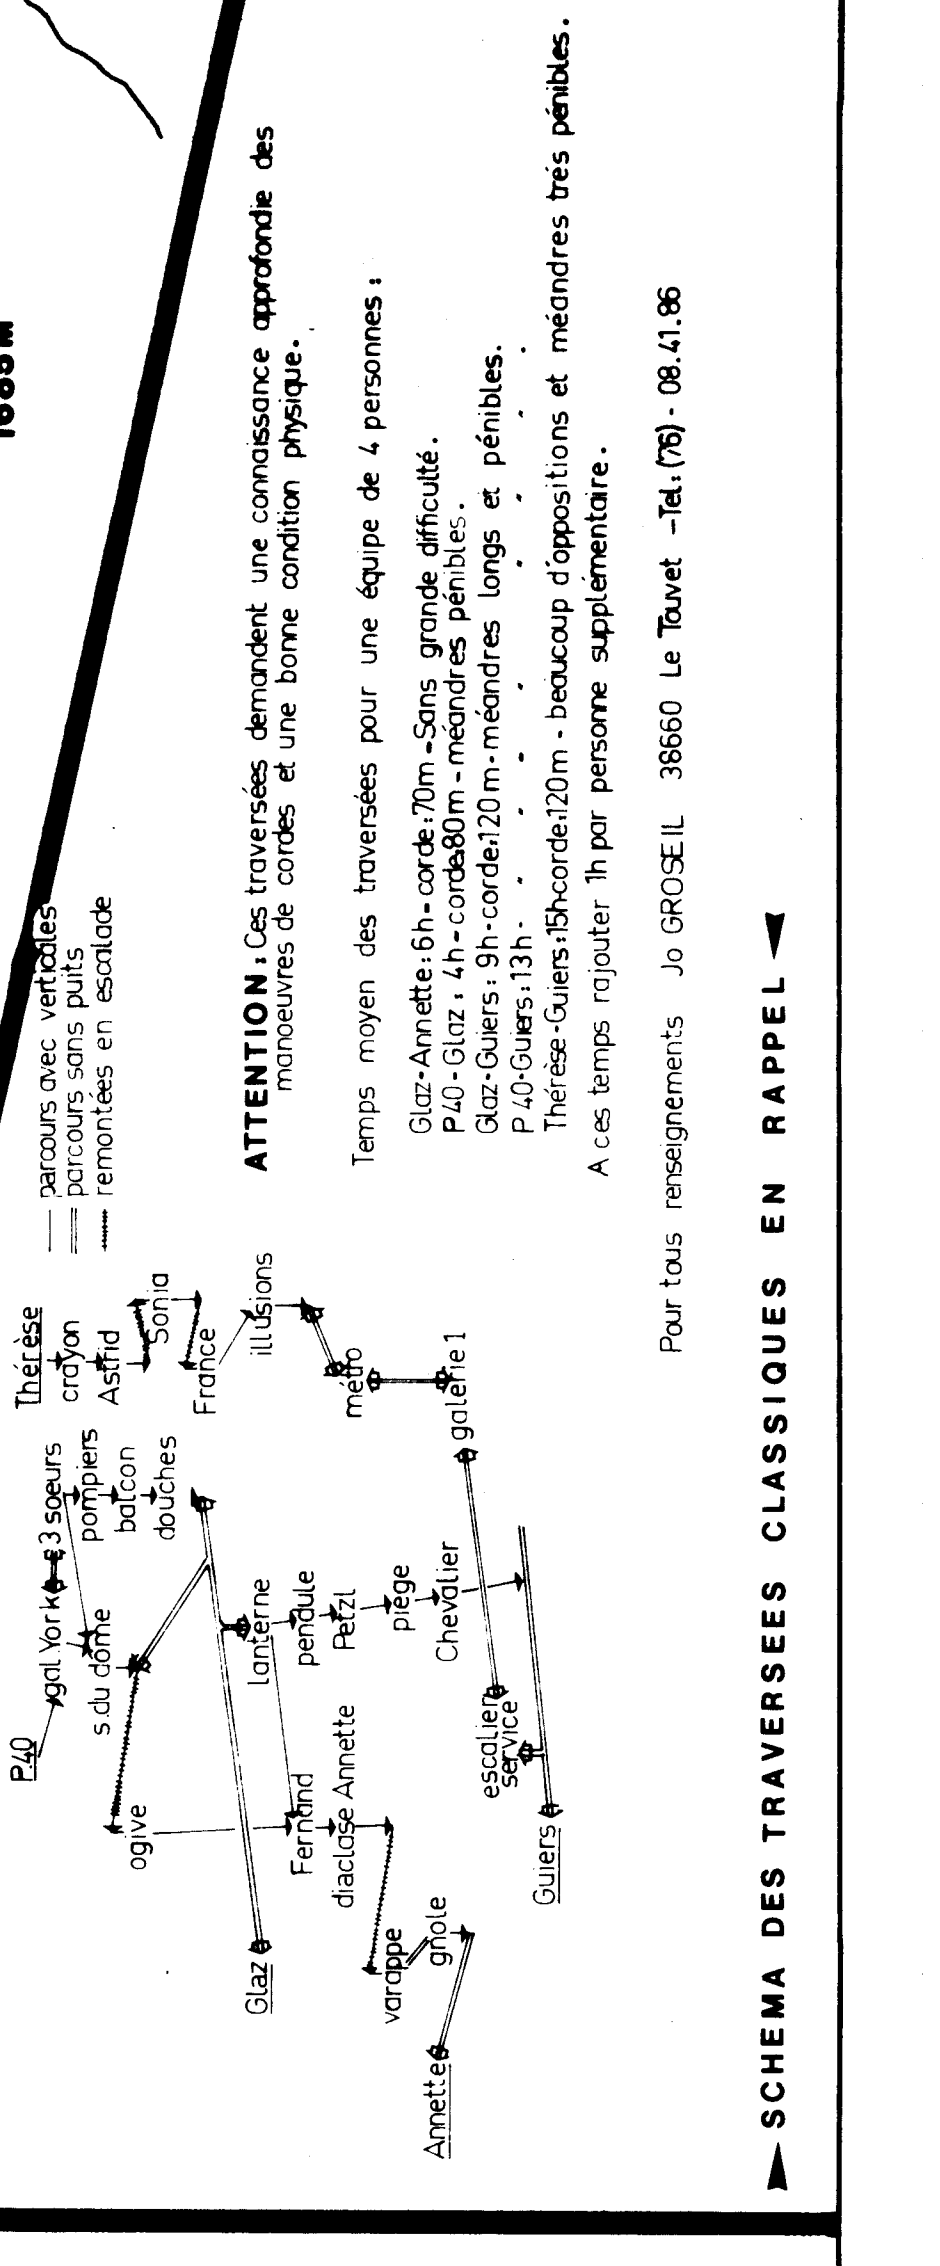 Thérèse
crayon
Astrid
Sonia
France
illusions
métro
galerie 1
P40
gal York
3 soeurs
pompiers
balcon
douches
s.du dôme
ogive
lanterne
pendule
Petzl
piège
Chevalier
Fernand
diaclase Annette
Glaz
varappe
gnole
Annette
escalier
service
Guiers
parcours avec verticales
parcours sans puits
remontées en escalade
ATTENTION : Ces traversées demandent une connaissance approfondie des
manoeuvres de cordes et une bonne condition physique.
Temps moyen des traversées pour une équipe de 4 personnes :
Glaz-Annette : 6h - corde : 70m - Sans grande difficulté.
P40 - Glaz : 4h - corde : 80m - méandres pénibles.
Glaz-Guiers : 9h - corde : 120m - méandres longs et pénibles.
P40-Guiers : 13h - - - - - - - - -
Thérèse-Guiers : 15h-corde : 120m - beaucoup d'oppositions et méandres trés pénibles.
A ces temps rajouter 1h par personne supplémentaire.
Pour tous renseignements Jo GROSEIL 38660 Le Touvet - Tel : (76) - 08.41.86
SCHEMA DES TRAVERSEES CLASSIQUES EN RAPPEL